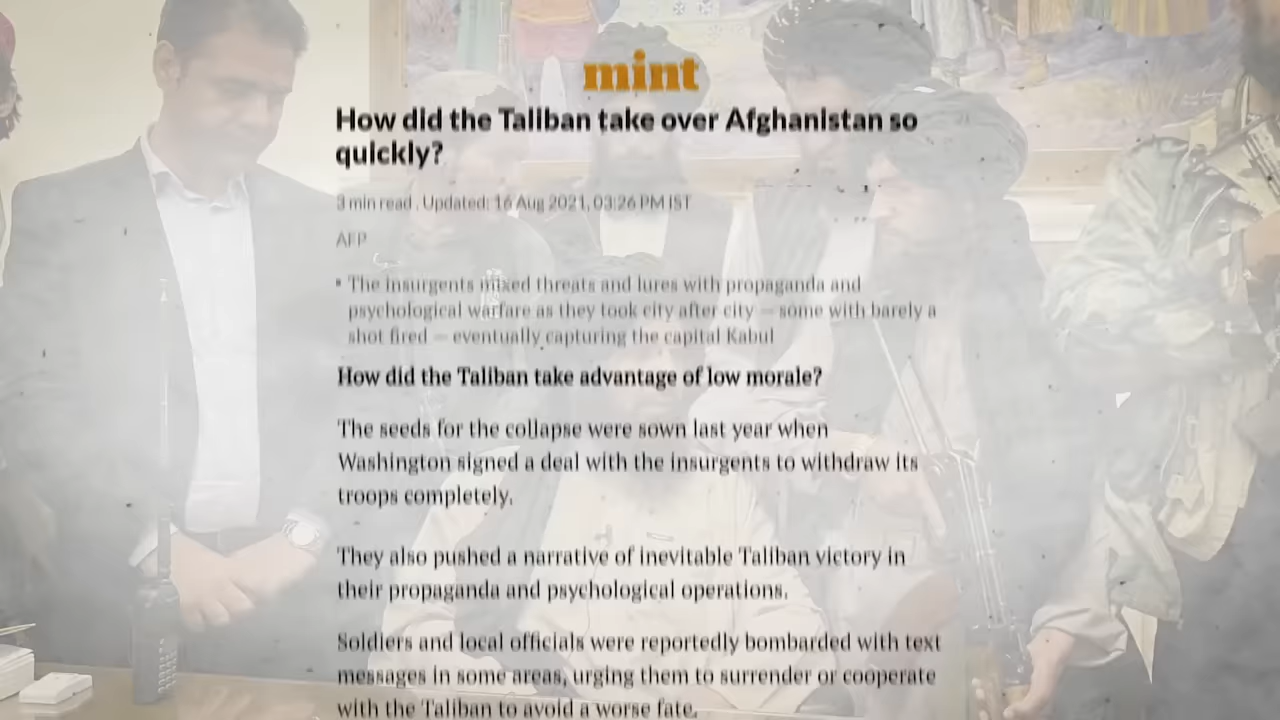 mint
How did the Taliban take over Afghanistan so
quickly?
3 min read . Updated: 16 Aug 2021, 03:26 PM IST
AFP
• The insurgents mixed threats and lures with propaganda and
psychological warfare as they took city after city — some with barely a
shot fired — eventually capturing the capital Kabul
How did the Taliban take advantage of low morale?
The seeds for the collapse were sown last year when
Washington signed a deal with the insurgents to withdraw its
troops completely.
They also pushed a narrative of inevitable Taliban victory in
their propaganda and psychological operations.
Soldiers and local officials were reportedly bombarded with text
messages in some areas, urging them to surrender or cooperate
with the Taliban to avoid a worse fate.